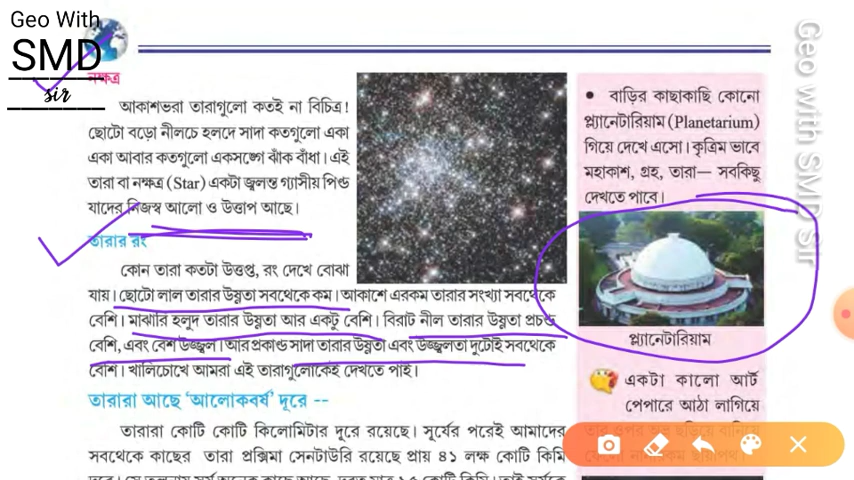 Geo With
SMD
sir
নক্ষত্র
আকাশভরা তারাগুলো কতই না বিচিত্র!
ছোটো বড়ো নীলচে হলদে সাদা কতগুলো একা
একা আবার কতগুলো একসঙ্গে ঝাঁক বাঁধা। এই
তারা বা নক্ষত্র (Star) একটা জ্বলন্ত গ্যাসীয় পিন্ড
যাদের নিজস্ব আলো ও উত্তাপ আছে।
তারার রং
কোন তারা কতটা উত্তপ্ত, রং দেখে বোঝা
যায়। ছোটো লাল তারার উষ্ণতা সবথেকে কম। আকাশে এরকম তারার সংখ্যা সবথেকে
বেশি। মাঝারি হলুদ তারার উষ্ণতা আর একটু বেশি। বিরাট নীল তারার উষ্ণতা প্রচন্ড
বেশি, এবং বেশ উজ্জ্বল। আর প্রকান্ড সাদা তারার উষ্ণতা এবং উজ্জ্বলতা দুটোই সবথেকে
বেশি। খালিচোখে আমরা এই তারাগুলোকেই দেখতে পাই।
তারারা আছে ‘আলোকবর্ষ’ দূরে --
তারারা কোটি কোটি কিলোমিটার দূরে রয়েছে। সূর্যের পরেই আমাদের
সবথেকে কাছের তারা প্রক্সিমা সেনটাউরি রয়েছে প্রায় ৪১ লক্ষ কোটি কিমি
• বাড়ির কাছাকাছি কোনো
প্ল্যানেটারিয়াম (Planetarium)
গিয়ে দেখে এসো। কৃত্রিম ভাবে
মহাকাশ, গ্রহ, তারা— সবকিছু
দেখতে পাবে।
প্ল্যানেটারিয়াম
একটা কালো আর্ট
পেপারে আঠা লাগিয়ে
Geo with SMD sir